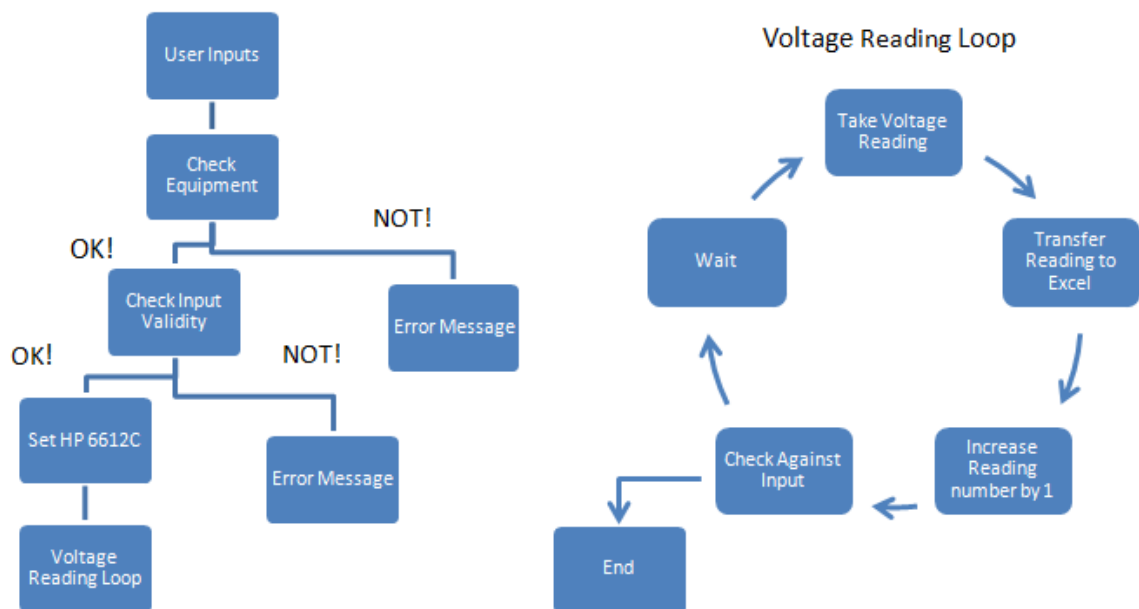 User Inputs
Check
Equipment
OK!
NOT!
Check Input
Validity
Error Message
OK!
NOT!
Set HP 6612C
Error Message
Voltage
Reading Loop
Voltage Reading Loop
Take Voltage
Reading
Transfer
Reading to
Excel
Increase
Reading
number by 1
Check Against
Input
Wait
End